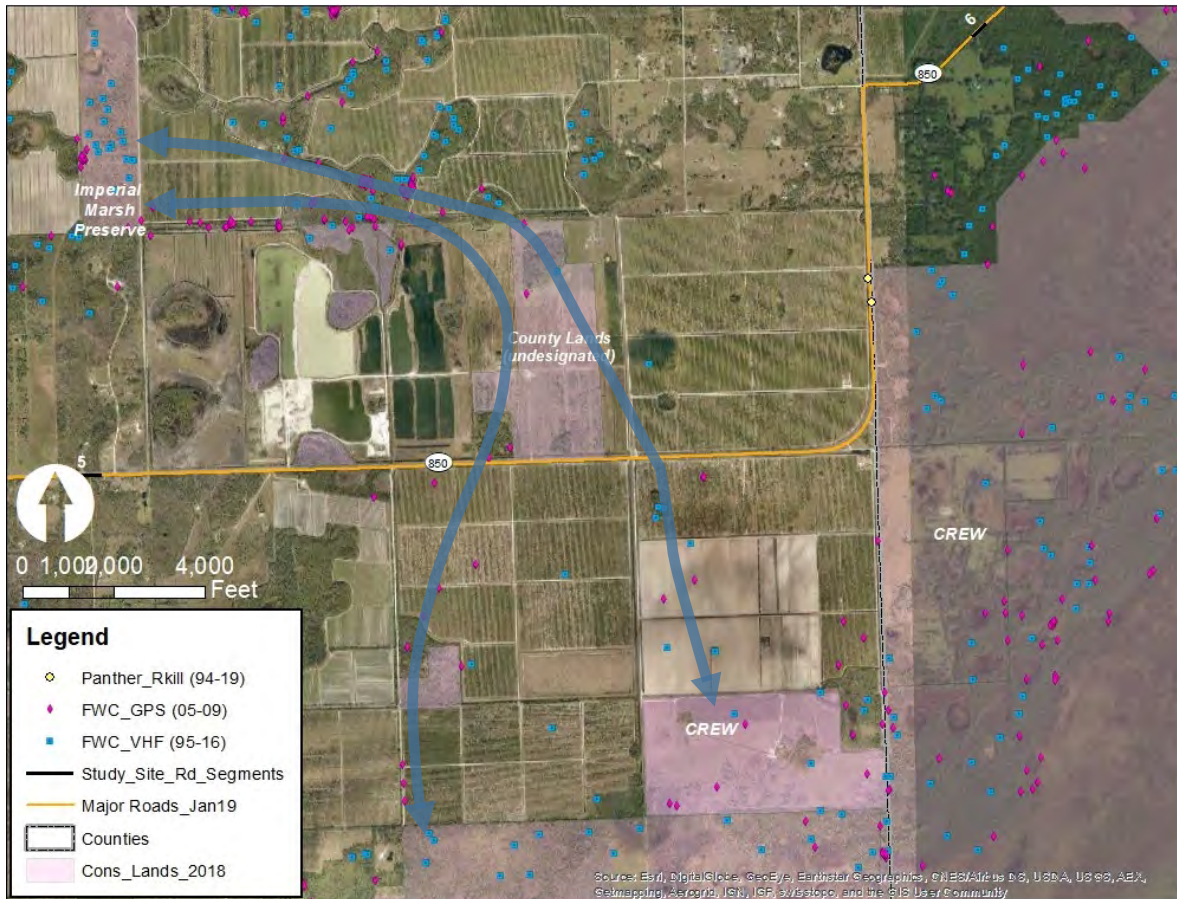 6
850
Imperial
Marsh
Preserve
County Lands
(undesignated)
5
850
CREW
0 1,000 2,000 4,000
Feet
CREW
Legend
Panther_Rkill (94-19)
FWC_GPS (05-09)
FWC_VHF (95-16)
Study_Site_Rd_Segments
Major Roads_Jan19
Counties
Cons_Lands_2018
Source: Esri, DigitalGlobe, GeoEye, Earthstar Geographics, CNES/Airbus DS, USDA, USGS, AEX,
Getmapping, Aerogrid, IGN, IGP, swisstopo, and the GIS User Community